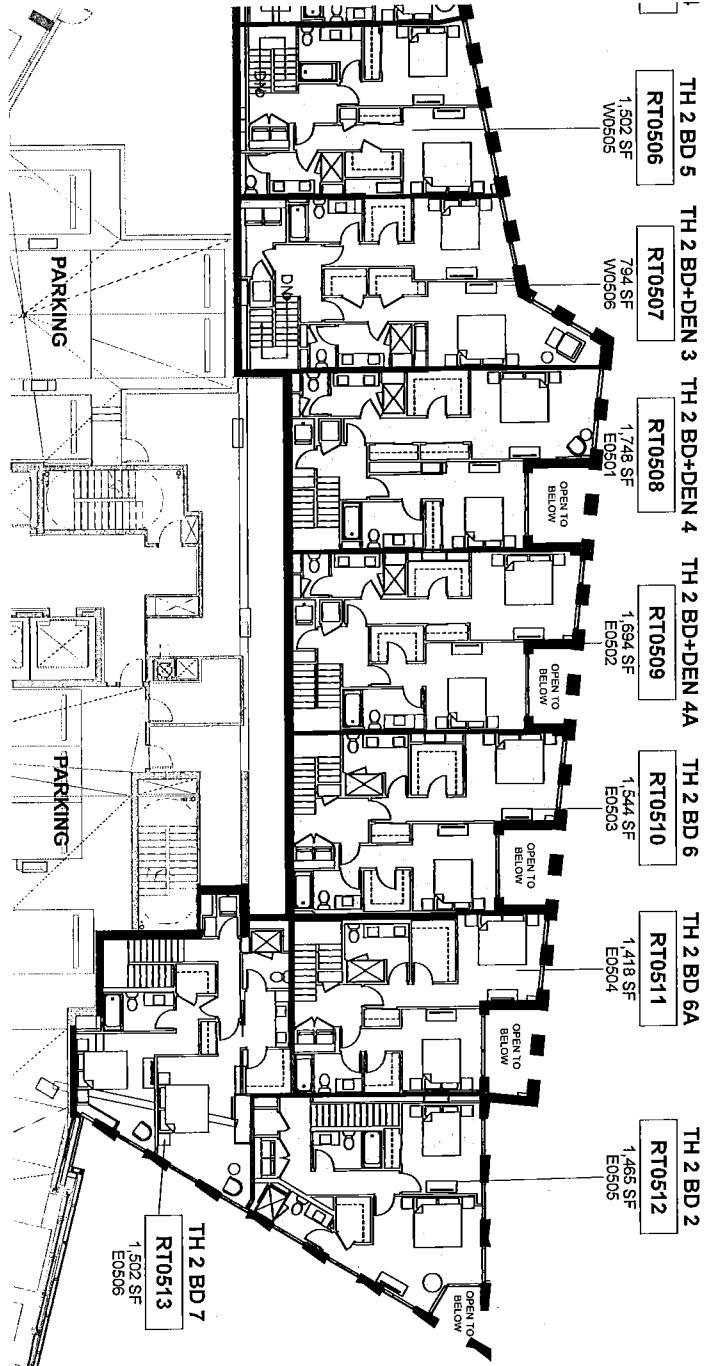 TH 2 BD 5
RT0506
1,502 SF
W0505
TH 2 BD+DEN 3
RT0507
794 SF
W0506
TH 2 BD+DEN 4
RT0508
1,748 SF
E0501
TH 2 BD+DEN 4A
RT0509
1,694 SF
E0502
TH 2 BD 6
RT0510
1,544 SF
E0503
TH 2 BD 6A
RT0511
1,418 SF
E0504
TH 2 BD 2
RT0512
1,465 SF
E0505
TH 2 BD 7
RT0513
1,502 SF
E0506
OPEN TO
BELOW
OPEN TO
BELOW
OPEN TO
BELOW
OPEN TO
BELOW
OPEN TO
BELOW
DN
DN
PARKING
PARKING